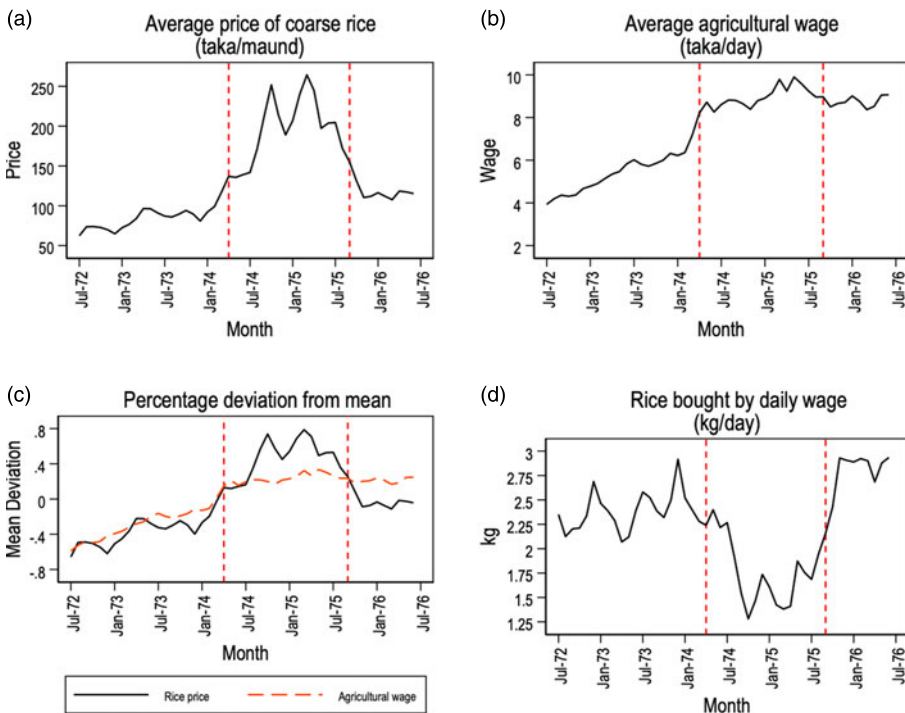 (a)
Average price of coarse rice
(taka/maund)
Price
250
200
150
100
50
Jul-72
Jan-73
Jul-73
Jan-74
Jul-74
Jan-75
Jul-75
Jan-76
Jul-76
Month
(b)
Average agricultural wage
(taka/day)
Wage
10
8
6
4
2
Jul-72
Jan-73
Jul-73
Jan-74
Jul-74
Jan-75
Jul-75
Jan-76
Jul-76
Month
(c)
Percentage deviation from mean
Mean Deviation
.8
.4
0
-.4
-.8
Jul-72
Jan-73
Jul-73
Jan-74
Jul-74
Jan-75
Jul-75
Jan-76
Jul-76
Month
Rice price
Agricultural wage
(d)
Rice bought by daily wage
(kg/day)
kg
3
2.75
2.5
2.25
2
1.75
1.5
1.25
Jul-72
Jan-73
Jul-73
Jan-74
Jul-74
Jan-75
Jul-75
Jan-76
Jul-76
Month